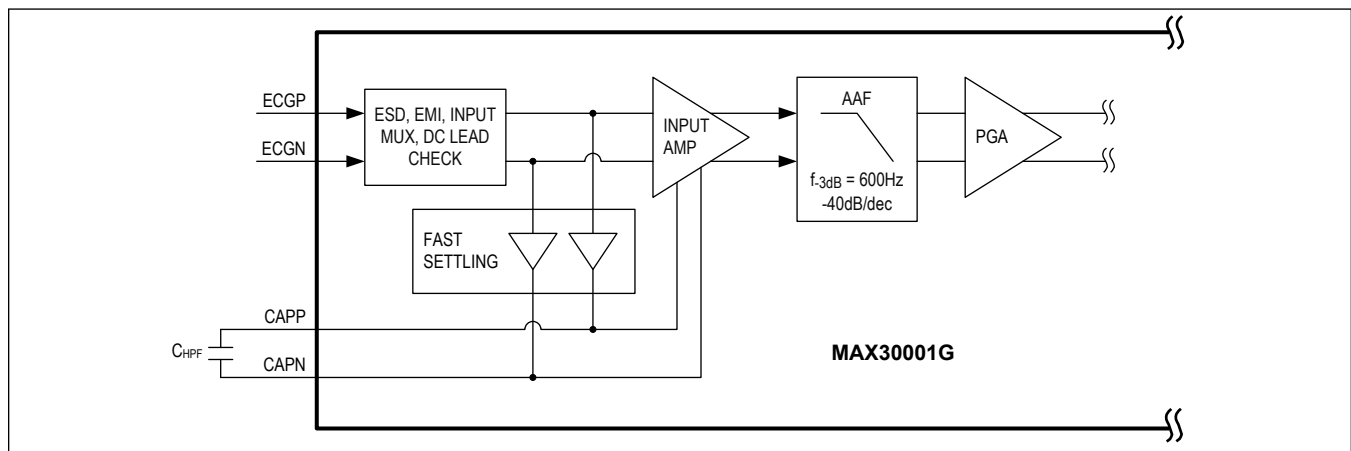 ECGP
ECGN
ESD, EMI, INPUT
MUX, DC LEAD
CHECK
INPUT
AMP
AAF
f-3dB = 600Hz
-40dB/dec
PGA
FAST
SETTLING
CAPP
CHPF
CAPN
MAX30001G